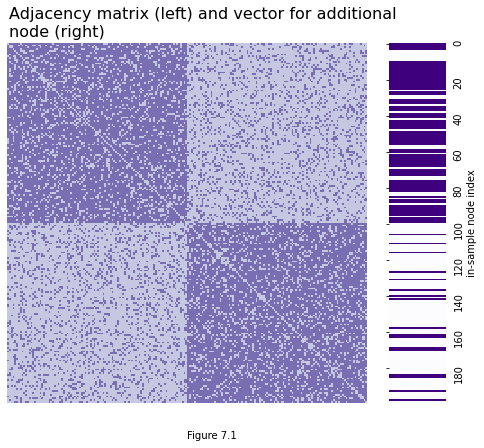 Adjacency matrix (left) and vector for additional
node (right)
0
20
40
60
80
100
120
140
160
180
in-sample node index
Figure 7.1